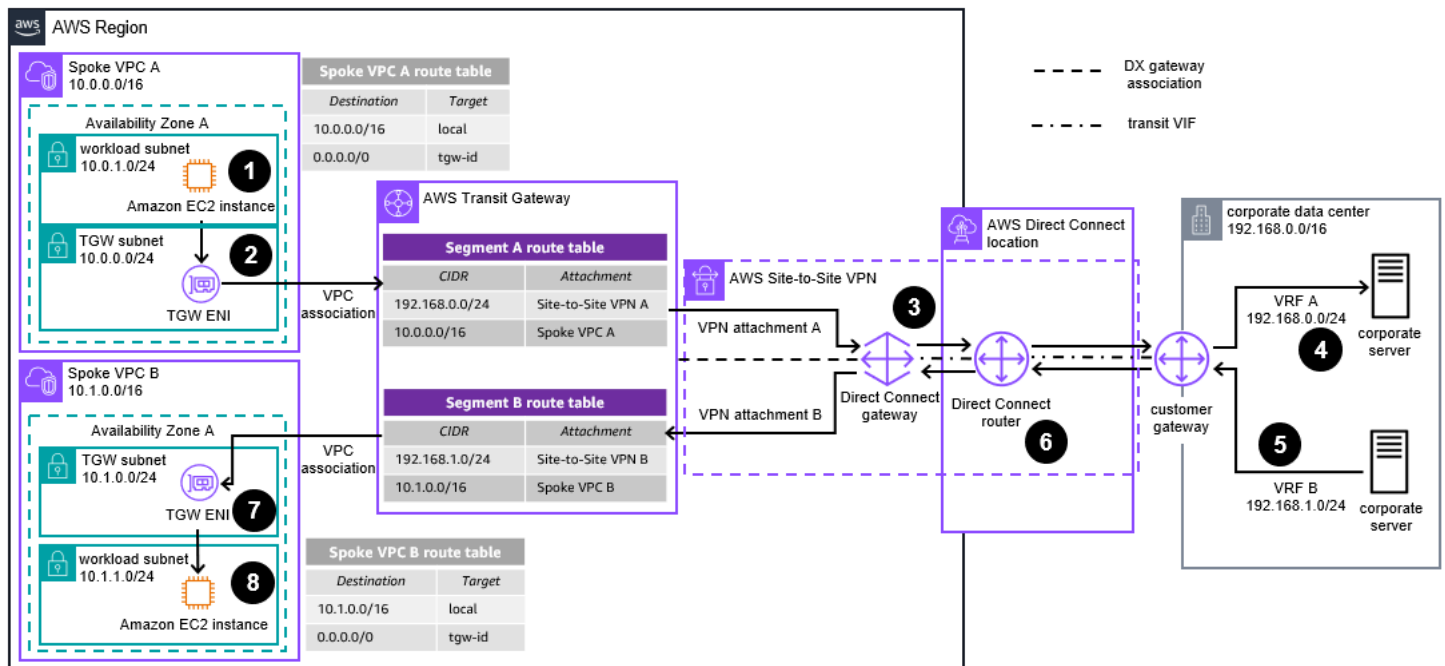 aws
AWS Region
Spoke VPC A
10.0.0.0/16
Availability Zone A
workload subnet
10.0.1.0/24
1
Amazon EC2 instance
TGW subnet
10.0.0.0/24
2
TGW ENI
Spoke VPC A route table
Destination Target
10.0.0.0/16 local
0.0.0.0/0 tgw-id
VPC
association
AWS Transit Gateway
Segment A route table
CIDR Attachment
192.168.0.0/24 Site-to-Site VPN A
10.0.0.0/16 Spoke VPC A
Segment B route table
CIDR Attachment
192.168.1.0/24 Site-to-Site VPN B
10.1.0.0/16 Spoke VPC B
Spoke VPC B
10.1.0.0/16
Availability Zone A
TGW subnet
10.1.0.0/24
TGW ENI
7
workload subnet
10.1.1.0/24
8
Amazon EC2 instance
VPC
association
Spoke VPC B route table
Destination Target
10.1.0.0/16 local
0.0.0.0/0 tgw-id
AWS Site-to-Site VPN
VPN attachment A
3
VPN attachment B
Direct Connect
gateway
AWS Direct Connect
location
Direct Connect
router
6
DX gateway
association
transit VIF
customer
gateway
corporate data center
192.168.0.0/16
VRF A
192.168.0.0/24
4
corporate
server
5
VRF B
192.168.1.0/24
corporate
server